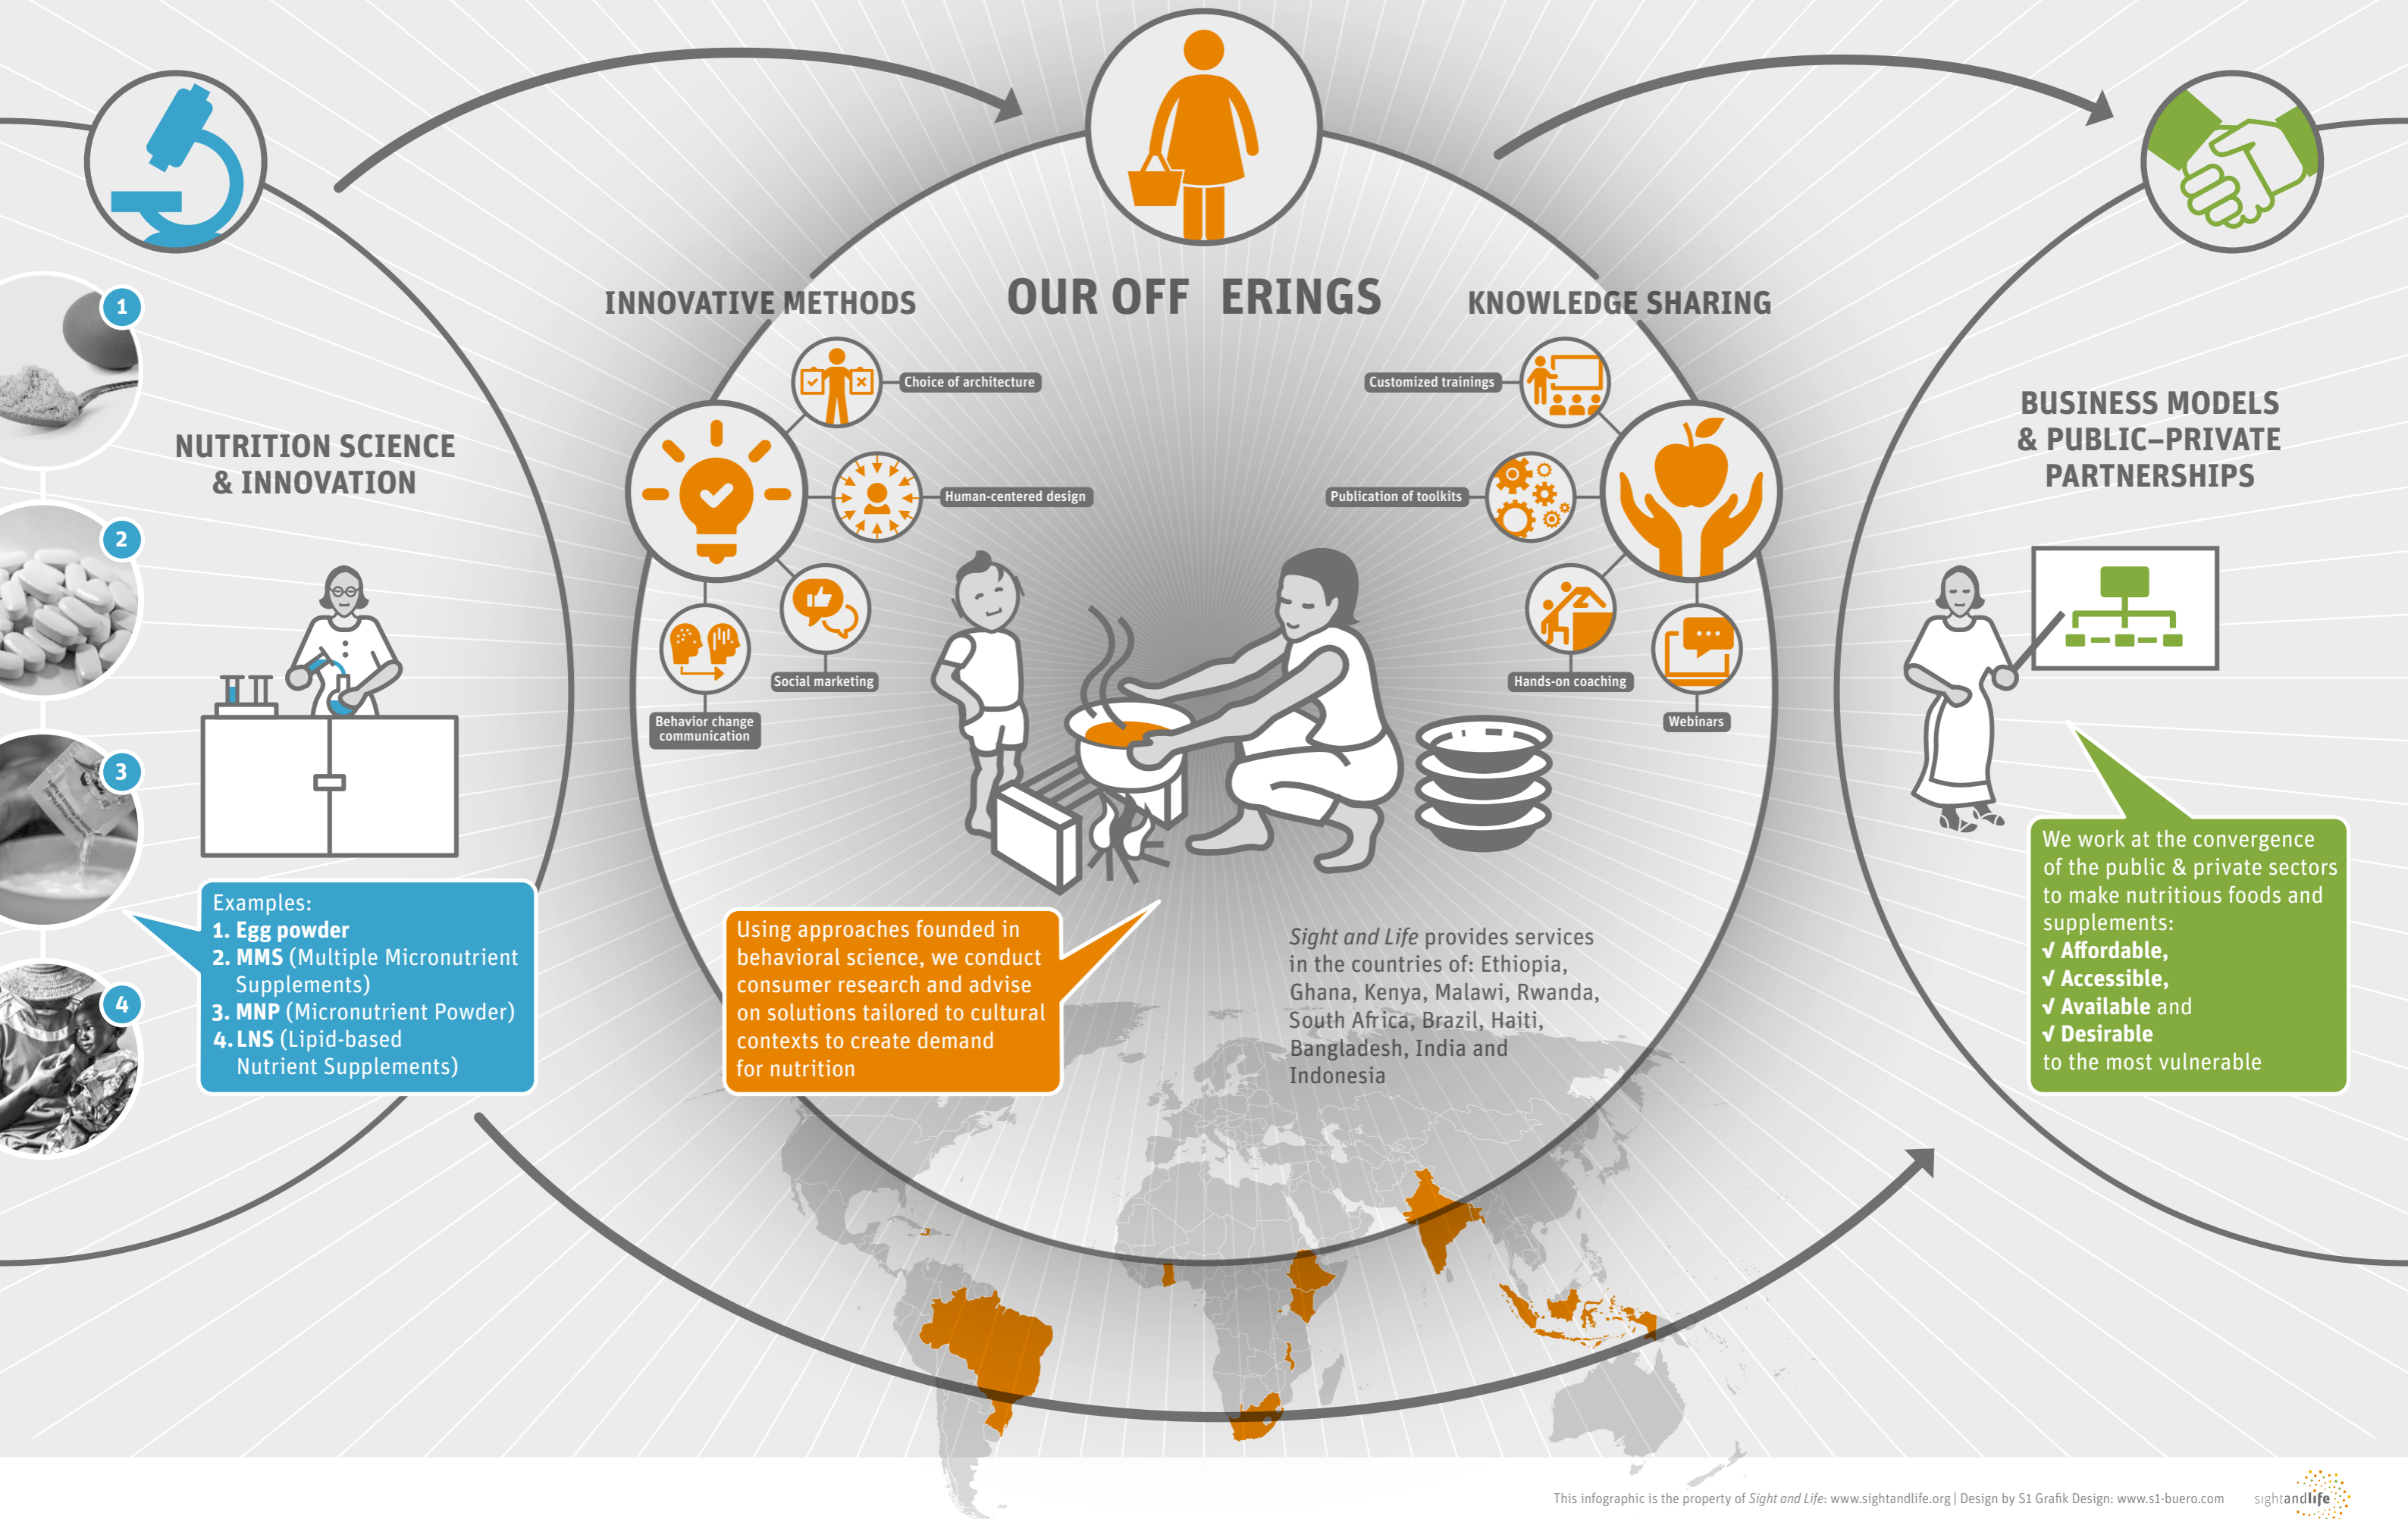 OUR OFF ERINGS
INNOVATIVE METHODS
KNOWLEDGE SHARING
1
2
3
4
NUTRITION SCIENCE
& INNOVATION
Examples:
1. Egg powder
2. MMS (Multiple Micronutrient
Supplements)
3. MNP (Micronutrient Powder)
4. LNS (Lipid-based
Nutrient Supplements)
Choice of architecture
Human-centered design
Social marketing
Behavior change
communication
Customized trainings
Publication of toolkits
Hands-on coaching
Webinars
Using approaches founded in
behavioral science, we conduct
consumer research and advise
on solutions tailored to cultural
contexts to create demand
for nutrition
Sight and Life provides services
in the countries of: Ethiopia,
Ghana, Kenya, Malawi, Rwanda,
South Africa, Brazil, Haiti,
Bangladesh, India and
Indonesia
BUSINESS MODELS
& PUBLIC–PRIVATE
PARTNERSHIPS
We work at the convergence
of the public & private sectors
to make nutritious foods and
supplements:
√ Affordable,
√ Accessible,
√ Available and
√ Desirable
to the most vulnerable
This infographic is the property of Sight and Life: www.sightandlife.org | Design by S1 Grafik Design: www.s1-buero.com
sightandlife